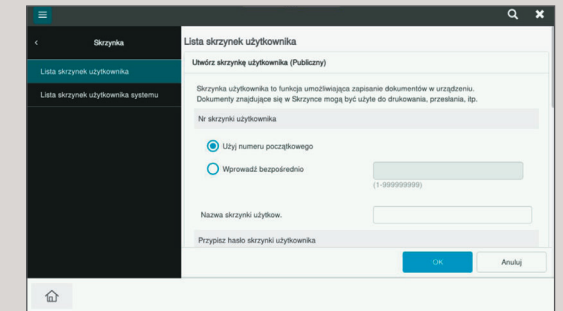 Skrzynka
Lista skrzynek użytkownika
Lista skrzynek użytkownika systemu
Lista skrzynek użytkownika
Utwórz skrzynkę użytkownika (Publiczny)
Skrzynka użytkownika to funkcja umożliwiająca zapisanie dokumentów w urządzeniu.
Dokumenty znajdujące się w Skrzynce mogą być użyte do drukowania, przesłania, itp.
Nr skrzynki użytkownika
Użyj numeru początkowego
Wprowadź bezpośrednio
(1-999999999)
Nazwa skrzynki użytkow.
Przypisz hasło skrzynki użytkownika
OK
Anuluj